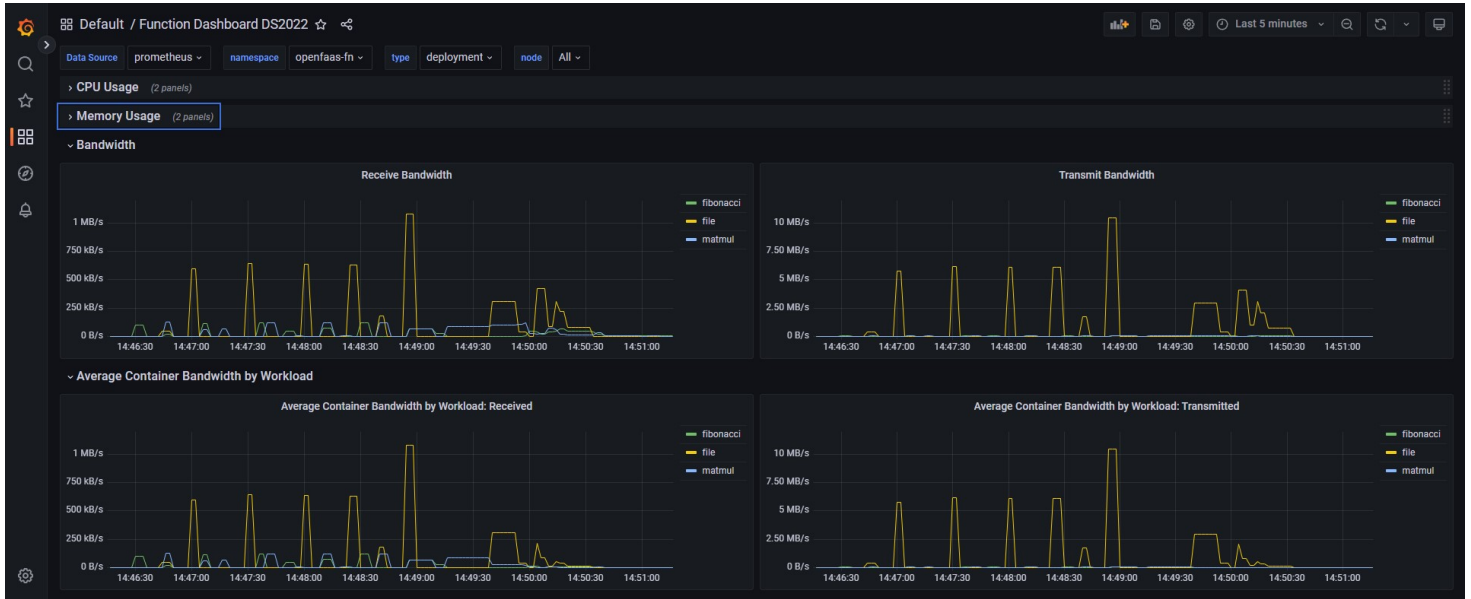 Default / Function Dashboard DS2022
Last 5 minutes
Data Source prometheus namespace openfaas-fn type deployment node All
CPU Usage (2 panels)
Memory Usage (2 panels)
Bandwidth
Receive Bandwidth
1 MB/s
750 kB/s
500 kB/s
250 kB/s
0 B/s
14:46:30 14:47:00 14:47:30 14:48:00 14:48:30 14:49:00 14:49:30 14:50:00 14:50:30 14:51:00
fibonacci
file
matmul
Transmit Bandwidth
10 MB/s
7.50 MB/s
5 MB/s
2.50 MB/s
0 B/s
14:46:30 14:47:00 14:47:30 14:48:00 14:48:30 14:49:00 14:49:30 14:50:00 14:50:30 14:51:00
fibonacci
file
matmul
Average Container Bandwidth by Workload
Average Container Bandwidth by Workload: Received
1 MB/s
750 kB/s
500 kB/s
250 kB/s
0 B/s
14:46:30 14:47:00 14:47:30 14:48:00 14:48:30 14:49:00 14:49:30 14:50:00 14:50:30 14:51:00
fibonacci
file
matmul
Average Container Bandwidth by Workload: Transmitted
10 MB/s
7.50 MB/s
5 MB/s
2.50 MB/s
0 B/s
14:46:30 14:47:00 14:47:30 14:48:00 14:48:30 14:49:00 14:49:30 14:50:00 14:50:30 14:51:00
fibonacci
file
matmul